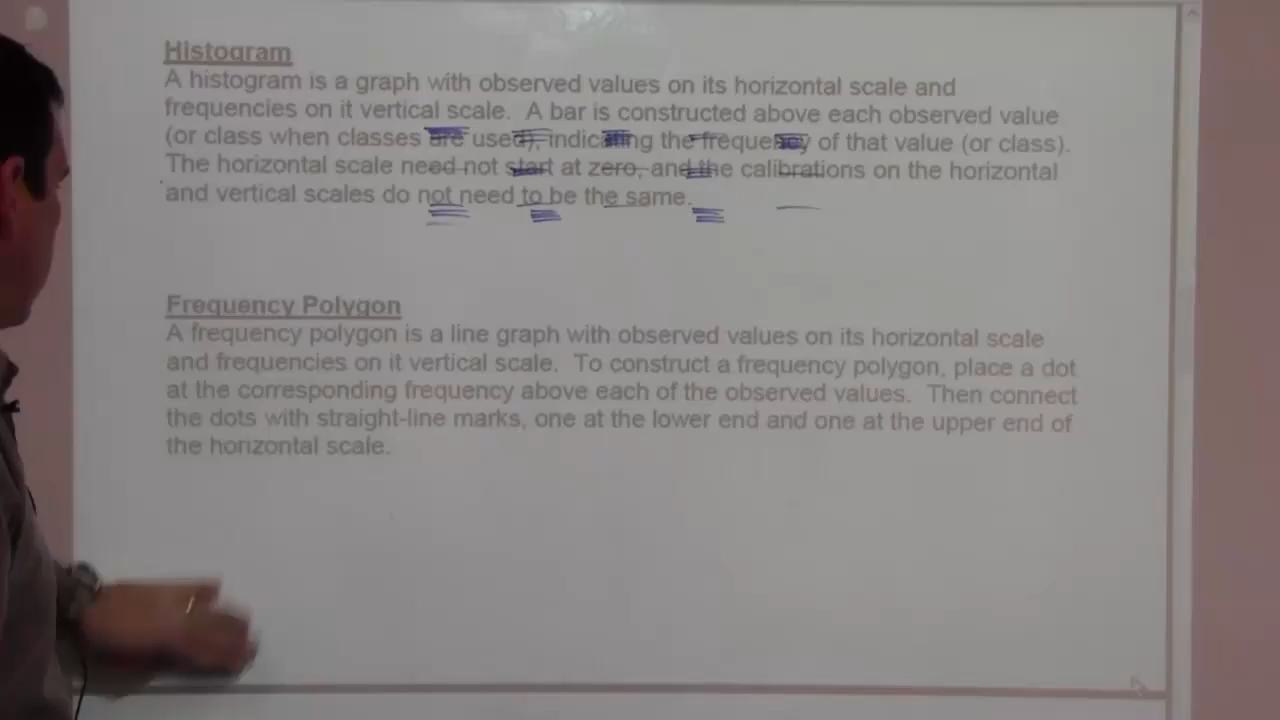 Histogram
A histogram is a graph with observed values on its horizontal scale and
frequencies on it vertical scale. A bar is constructed above each observed value
(or class when classes are used), indicating the frequency of that value (or class).
The horizontal scale need not start at zero, and the calibrations on the horizontal
and vertical scales do not need to be the same.
Frequency Polygon
A frequency polygon is a line graph with observed values on its horizontal scale
and frequencies on it vertical scale. To construct a frequency polygon, place a dot
at the corresponding frequency above each of the observed values. Then connect
the dots with straight-line marks, one at the lower end and one at the upper end of
the horizontal scale.